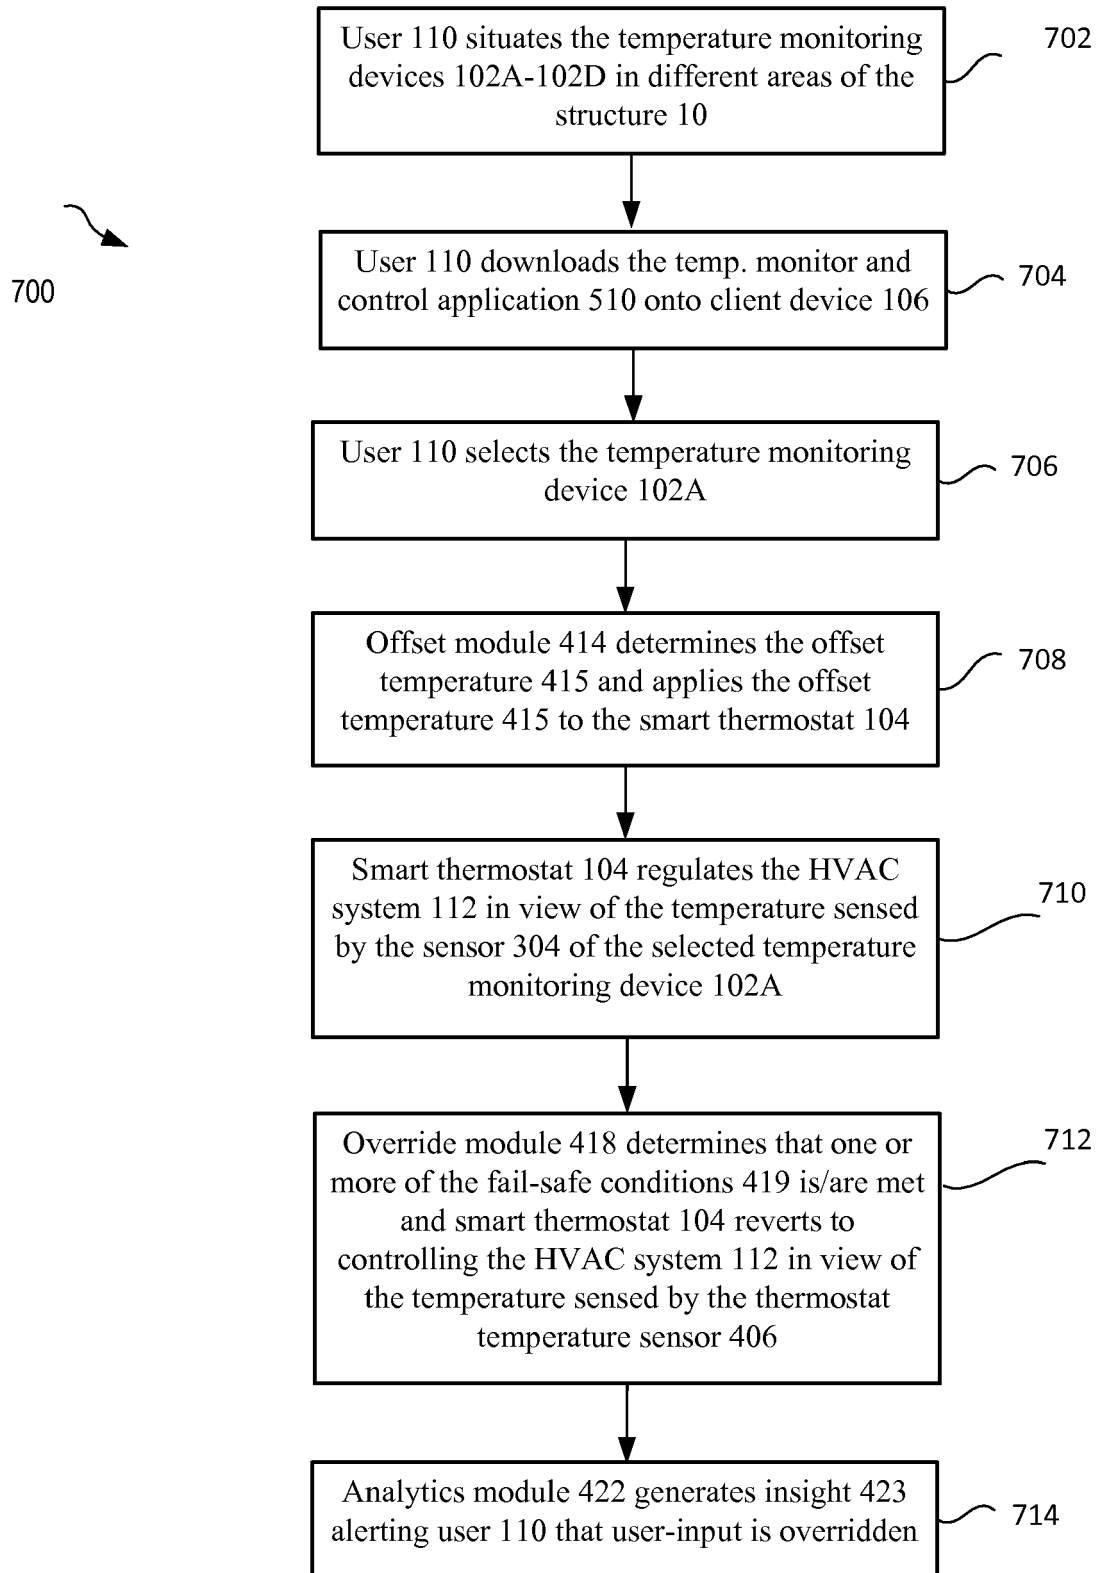 User 110 situates the temperature monitoring
devices 102A-102D in different areas of the
structure 10
702
700
User 110 downloads the temp. monitor and
control application 510 onto client device 106
704
User 110 selects the temperature monitoring
device 102A
706
Offset module 414 determines the offset
temperature 415 and applies the offset
temperature 415 to the smart thermostat 104
708
Smart thermostat 104 regulates the HVAC
system 112 in view of the temperature sensed
by the sensor 304 of the selected temperature
monitoring device 102A
710
Override module 418 determines that one or
more of the fail-safe conditions 419 is/are met
and smart thermostat 104 reverts to
controlling the HVAC system 112 in view of
the temperature sensed by the thermostat
temperature sensor 406
712
Analytics module 422 generates insight 423
alerting user 110 that user-input is overridden
714